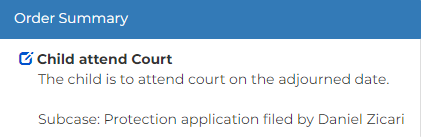 Order Summary
Child attend Court
The child is to attend court on the adjourned date.
Subcase: Protection application filed by Daniel Zicari